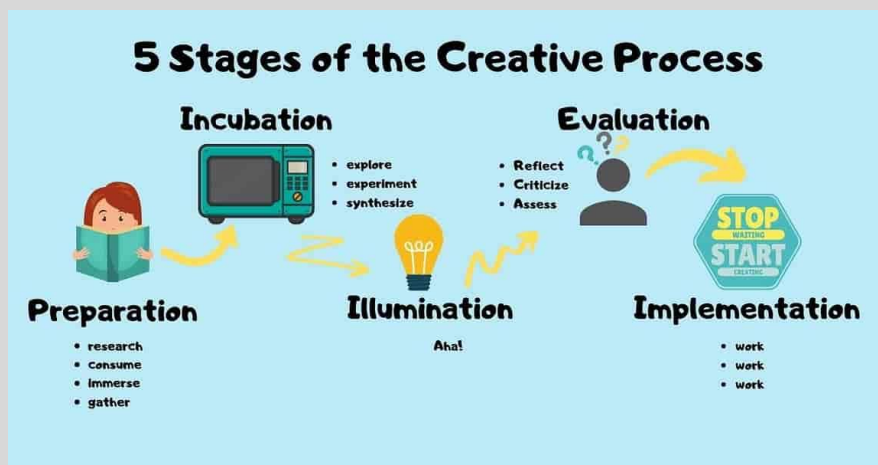 5 Stages of the Creative Process
Preparation
research
consume
immerse
gather
Incubation
explore
experiment
synthesize
Illumination
Aha!
Evaluation
? ? ?
Reflect
Criticize
Assess
Implementation
STOP
WAITING
START
CREATING
work
work
work